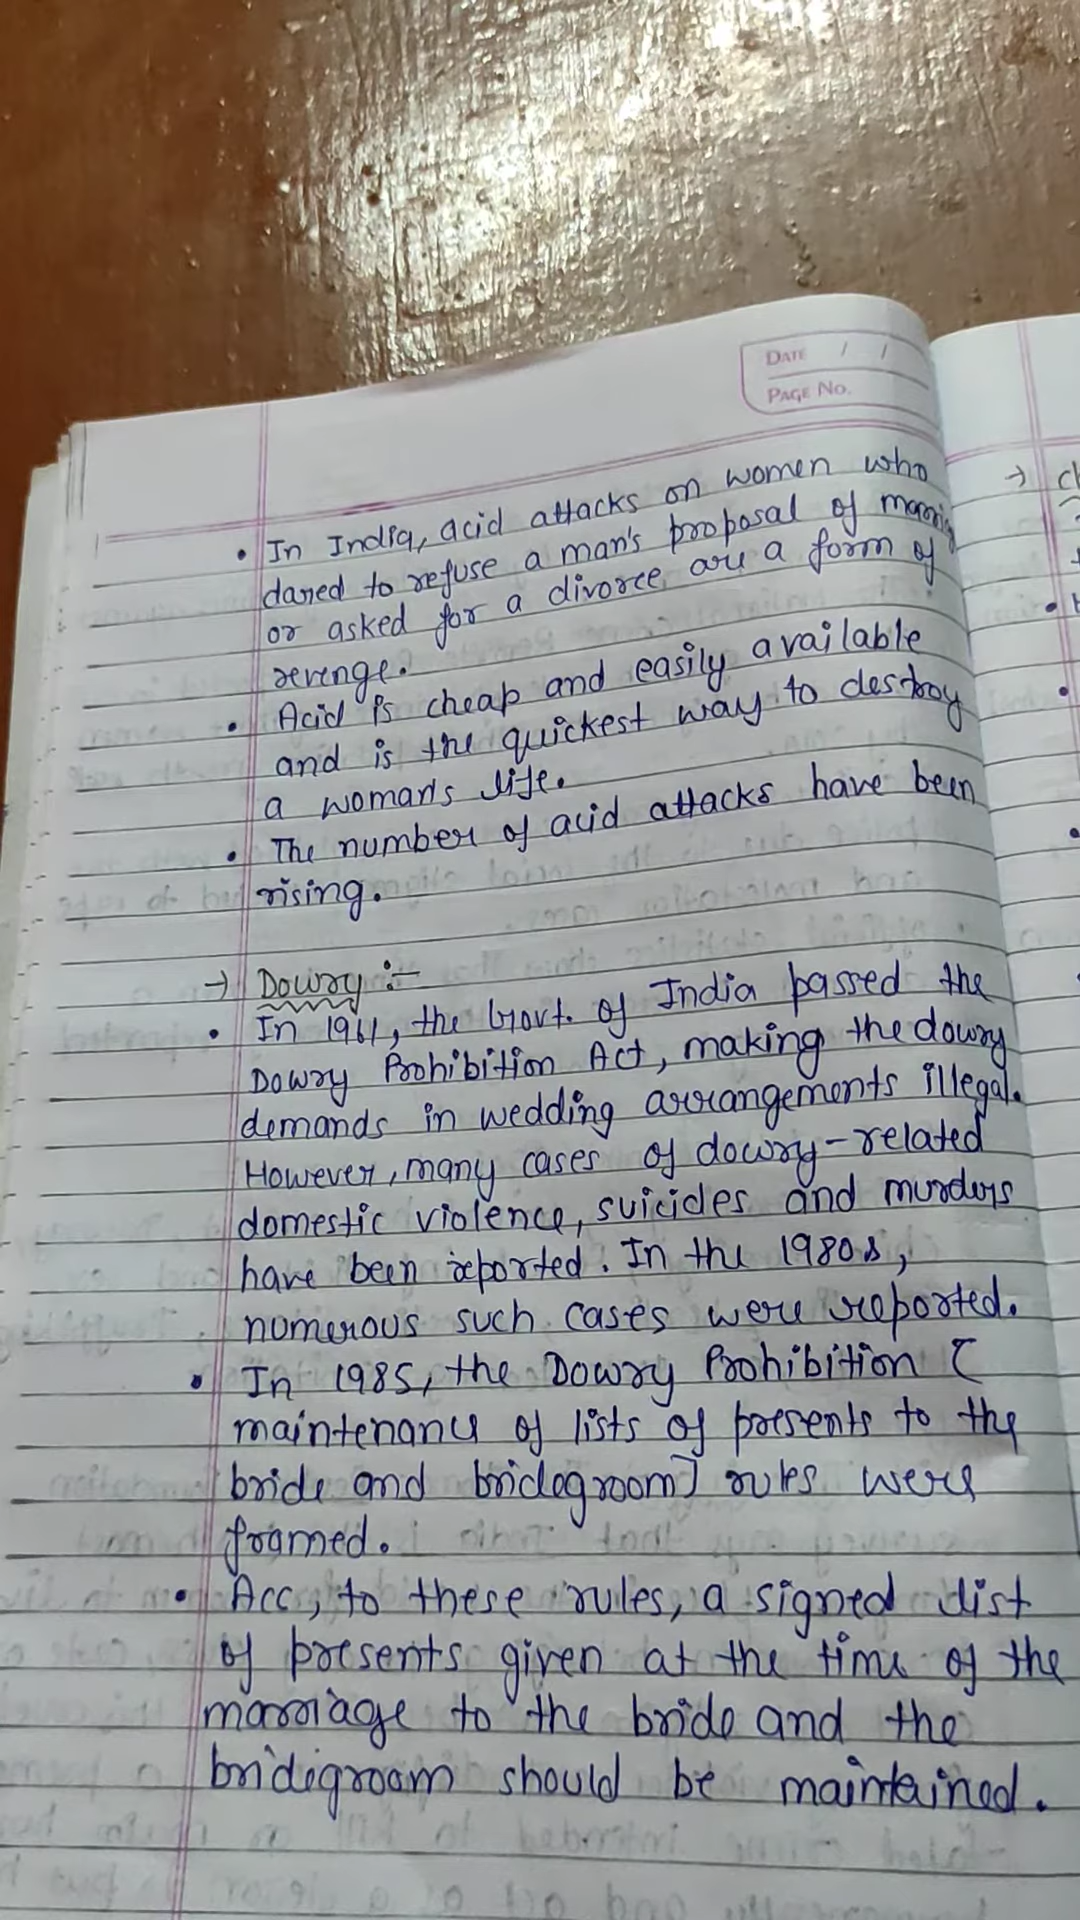 DATE / /
PAGE No.
• In India, acid attacks on women who
dared to refuse a man's proposal of
or asked for a divorce are a form of
revenge.
• Acid is cheap and easily available
and is the quickest way to destroy
a woman's life.
• The number of acid attacks have been
rising.
→ Dowry :-
• In 1961, the Govt. of India passed the
Dowry Prohibition Act, making the dowry
demands in wedding arrangements illegal.
However, many cases of dowry-related
domestic violence, suicides and murders
have been reported. In the 1980s,
numerous such cases were reported.
• In 1985, the Dowry Prohibition [
maintenance of lists of presents to the
bride and bridegroom] rules were
framed.
• Acc, to these rules, a signed list
of presents given at the time of the
marriage to the bride and the
bridegroom should be maintained.